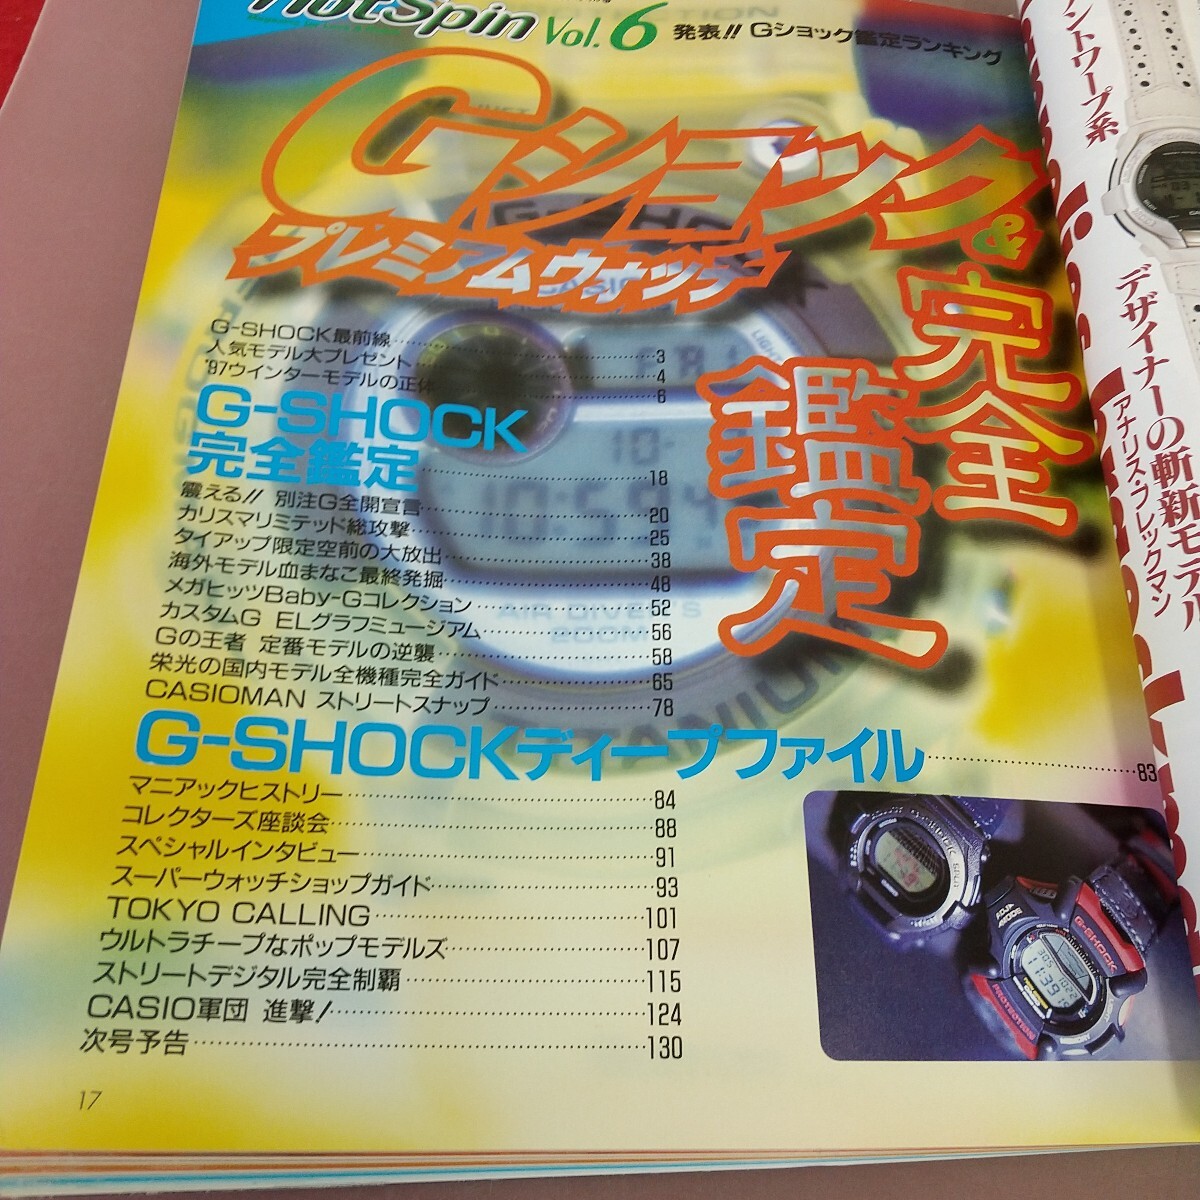 HotSpin Vol.6 発表!! Gショック鑑定ランキング
Gショック&
プレミアムウォッチ
完全
鑑定
G-SHOCK最前線 3
人気モデル大プレゼント 4
'97ウインターモデルの正体 6
G-SHOCK
完全鑑定 18
震える!! 別注G全開宣言 20
カリスマリミテッド総攻撃 25
タイアップ限定空前の大放出 38
海外モデル血まなこ最終発掘 48
メガヒッツBaby-Gコレクション 52
カスタムG ELグラフミュージアム 56
Gの王者 定番モデルの逆襲 58
栄光の国内モデル全機種完全ガイド 65
CASIOMAN ストリートスナップ 78
G-SHOCKディープファイル 83
マニアックヒストリー 84
コレクターズ座談会 88
スペシャルインタビュー 91
スーパーウォッチショップガイド 93
TOKYO CALLING 101
ウルトラチープなポップモデルズ 107
ストリートデジタル完全制覇 115
CASIO軍団 進撃! 124
次号予告 130
17
G-SHOCK
AIR DIVER'S
200M
TITANIUM
10:59
G-SHOCK
PROTECTION
ADJ
MODE
デザイナーの斬新モデル
アナリス・ブレックマン